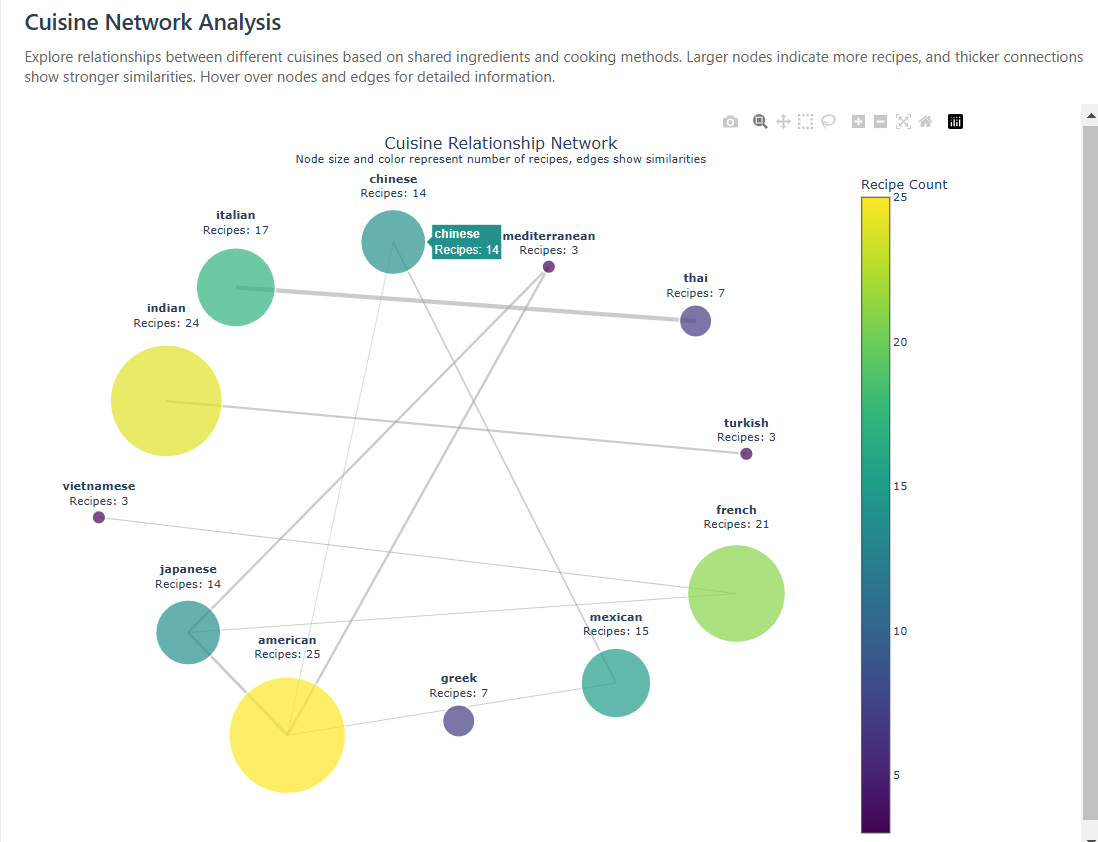 Cuisine Network Analysis
Explore relationships between different cuisines based on shared ingredients and cooking methods. Larger nodes indicate more recipes, and thicker connections
show stronger similarities. Hover over nodes and edges for detailed information.
Cuisine Relationship Network
Node size and color represent number of recipes, edges show similarities
chinese
Recipes: 14
italian
Recipes: 17
chinese
Recipes: 14
mediterranean
Recipes: 3
thai
Recipes: 7
indian
Recipes: 24
turkish
Recipes: 3
vietnamese
Recipes: 3
french
Recipes: 21
japanese
Recipes: 14
mexican
Recipes: 15
american
Recipes: 25
greek
Recipes: 7
Recipe Count
25
20
15
10
5